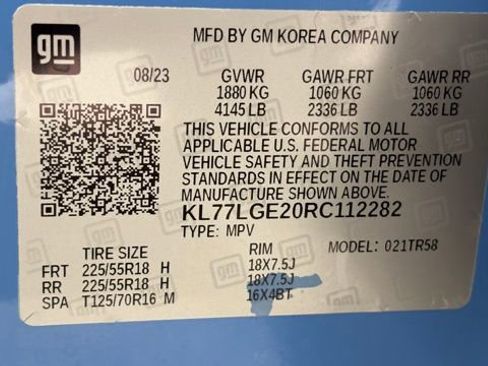 gm
MFD BY GM KOREA COMPANY
08/23 GVWR GAWR FRT GAWR RR
1880 KG 1060 KG 1060 KG
4145 LB 2336 LB 2336 LB
THIS VEHICLE CONFORMS TO ALL
APPLICABLE U.S. FEDERAL MOTOR
VEHICLE SAFETY AND THEFT PREVENTION
STANDARDS IN EFFECT ON THE DATE OF
MANUFACTURE SHOWN ABOVE.
KL77LGE20RC112282
TYPE: MPV
TIRE SIZE RIM MODEL: 021TR58
FRT 225/55R18 H 18X7.5J
RR 225/55R18 H 18X7.5J
SPA T125/70R16 M 16X4BT